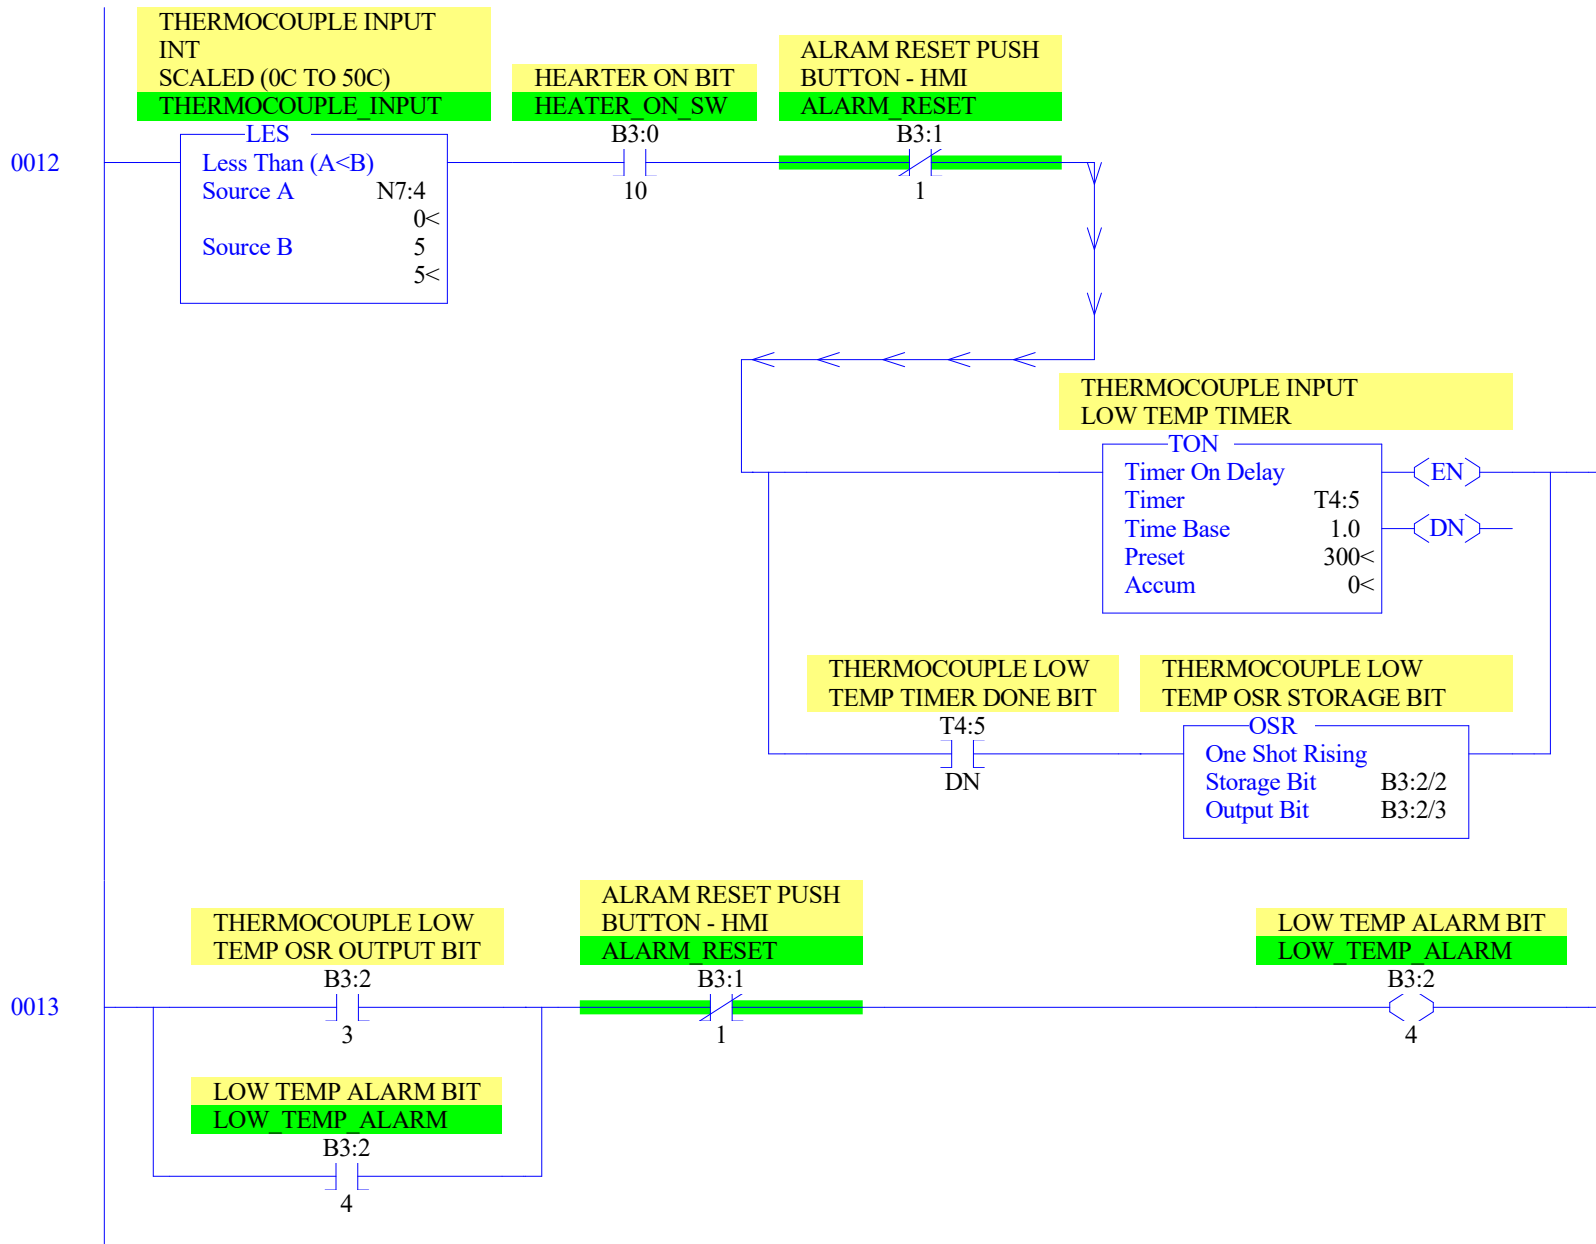 THERMOCOUPLE INPUT
INT
SCALED (0C TO 50C)
THERMOCOUPLE_INPUT
HEARTER ON BIT
HEATER_ON_SW
B3:0
10
ALRAM RESET PUSH
BUTTON - HMI
ALARM_RESET
B3:1
1
0012
LES
Less Than (A<B)
Source A N7:4
0<
Source B 5
5<
THERMOCOUPLE INPUT
LOW TEMP TIMER
TON
Timer On Delay
Timer T4:5
Time Base 1.0
Preset 300<
Accum 0<
EN
DN
THERMOCOUPLE LOW
TEMP TIMER DONE BIT
T4:5
DN
THERMOCOUPLE LOW
TEMP OSR STORAGE BIT
OSR
One Shot Rising
Storage Bit B3:2/2
Output Bit B3:2/3
0013
THERMOCOUPLE LOW
TEMP OSR OUTPUT BIT
B3:2
3
ALRAM RESET PUSH
BUTTON - HMI
ALARM_RESET
B3:1
1
LOW TEMP ALARM BIT
LOW_TEMP_ALARM
B3:2
4
LOW TEMP ALARM BIT
LOW_TEMP_ALARM
B3:2
4